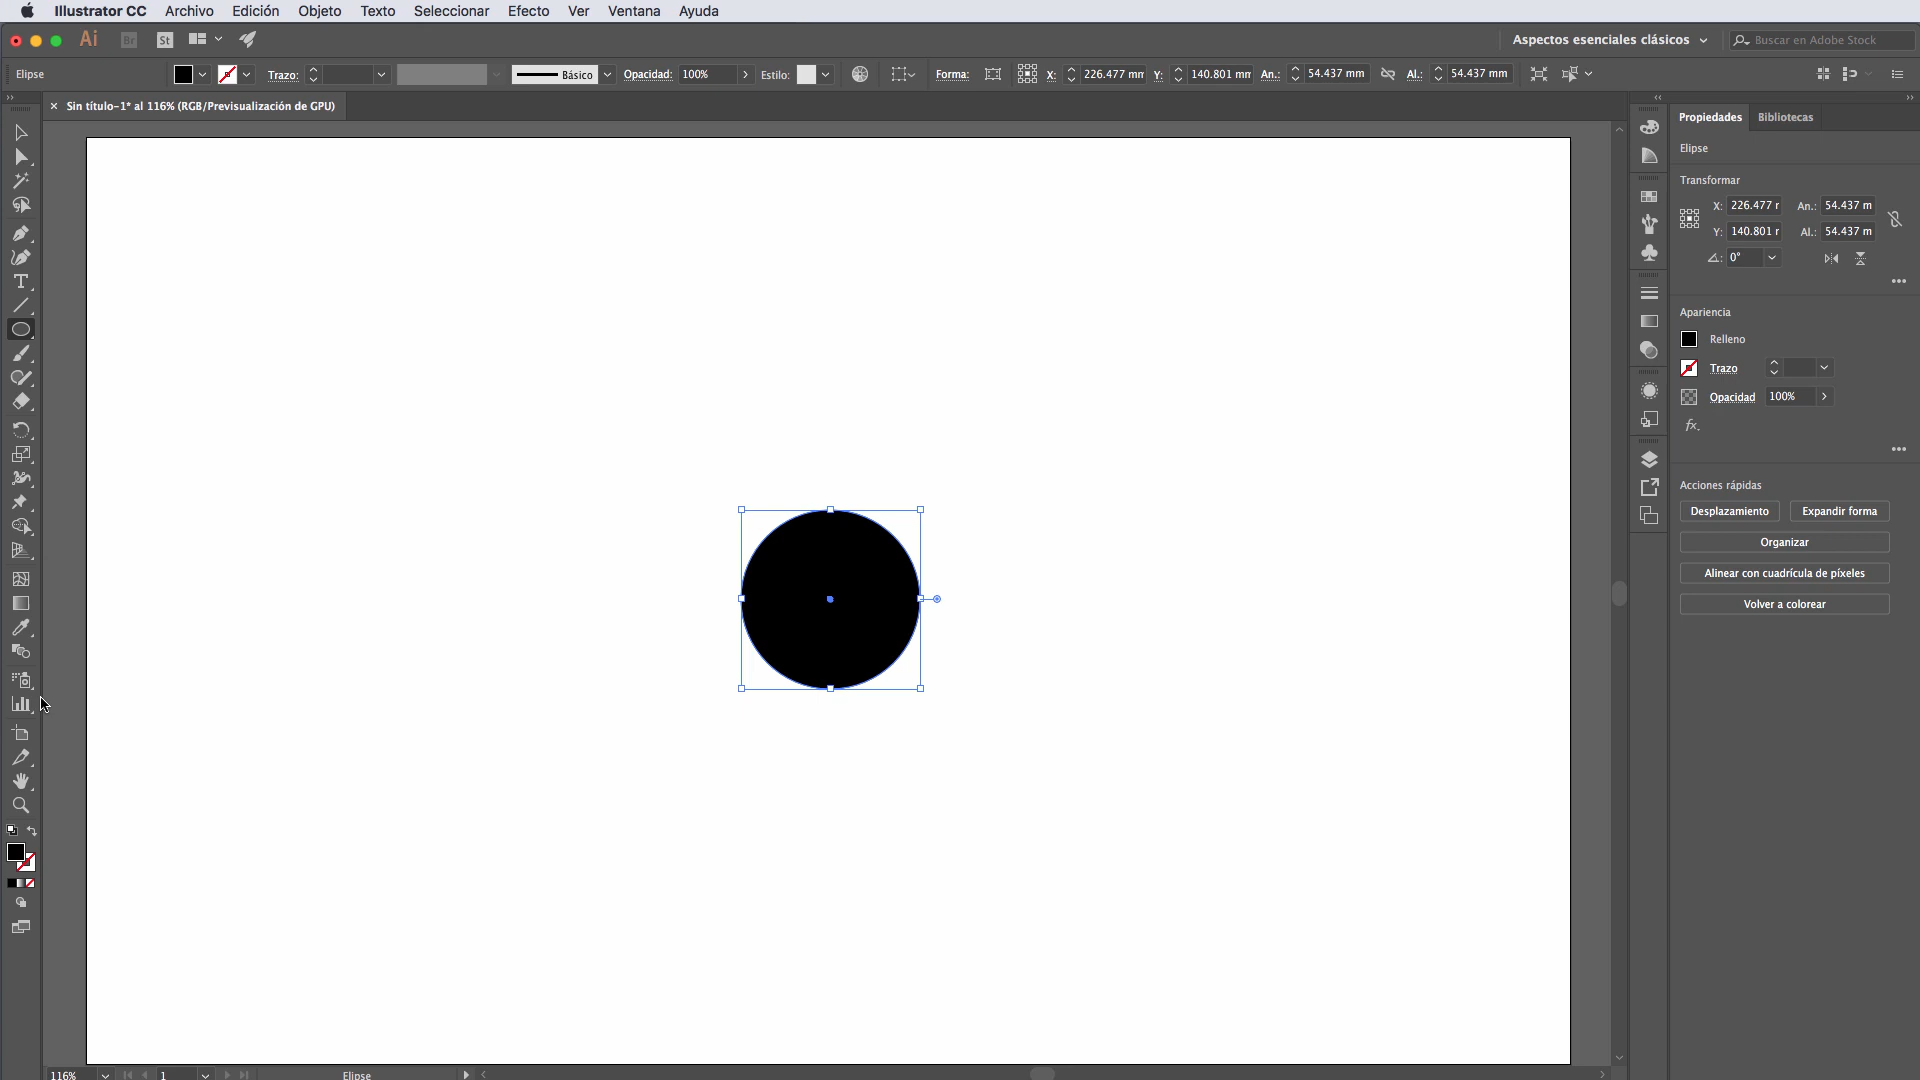 Illustrator CC Archivo Edición Objeto Texto Seleccionar Efecto Ver Ventana Ayuda
Ai Br St Aspectos esenciales clásicos Buscar en Adobe Stock
Elipse Trazo: Básico Opacidad: 100% Estilo: Forma: X: 226.477 mm Y: 140.801 mm An.: 54.437 mm Al.: 54.437 mm
Sin título-1* al 116% (RGB/Previsualización de GPU)
Propiedades Bibliotecas
Elipse
Transformar
X: 226.477 r An.: 54.437 m
Y: 140.801 r Al.: 54.437 m
0°
Apariencia
Relleno
Trazo
Opacidad 100%
fx.
Acciones rápidas
Desplazamiento Expandir forma
Organizar
Alinear con cuadrícula de píxeles
Volver a colorear
116% 1 Elipse